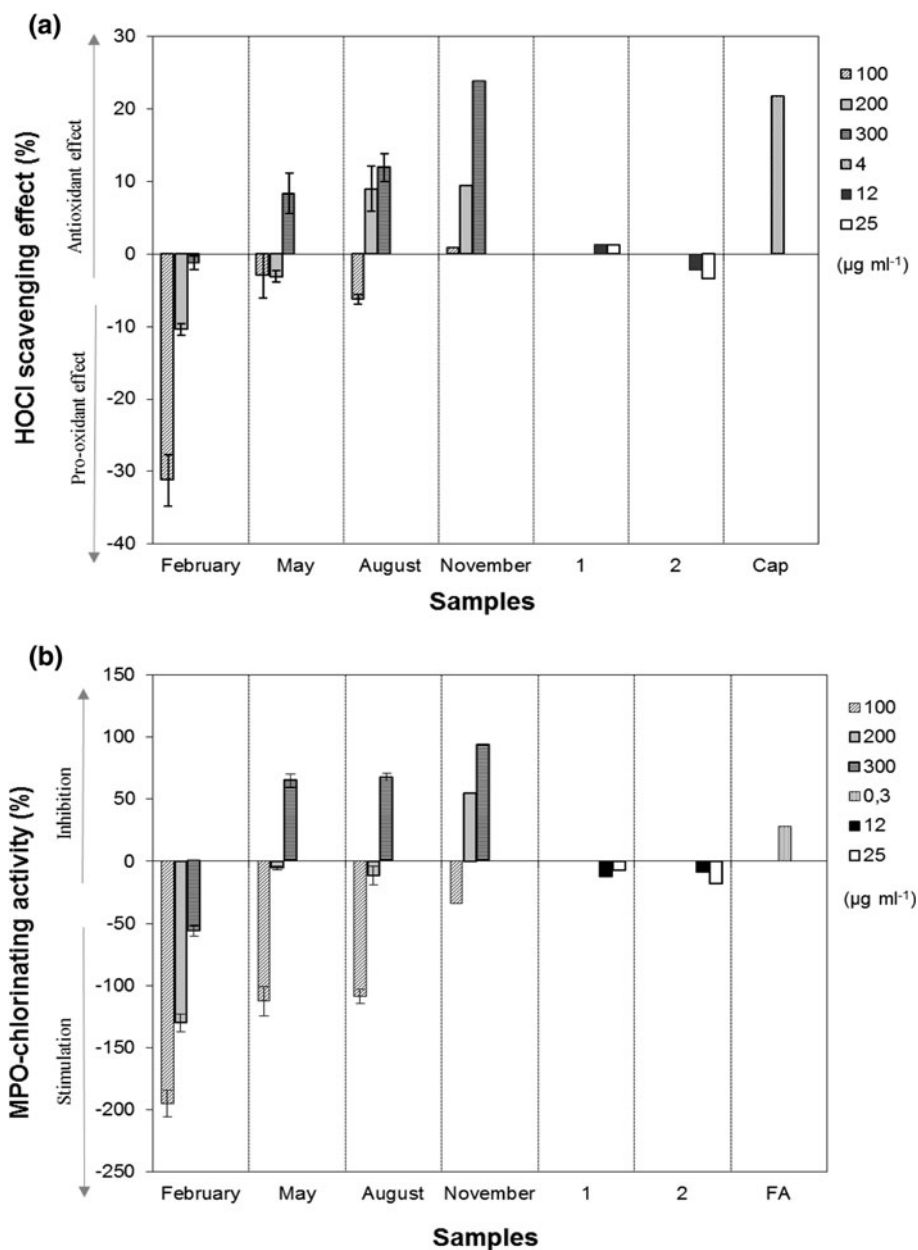 (a)
30
20
10
0
-10
-20
-30
-40
HOCl scavenging effect (%)
Antioxidant effect
Pro-oxidant effect
100
200
300
4
12
25
(µg ml-1)
February May August November 1 2 Cap
Samples
(b)
150
100
50
0
-50
-100
-150
-200
-250
MPO-chlorinating activity (%)
Inhibition
Stimulation
100
200
300
0,3
12
25
(µg ml-1)
February May August November 1 2 FA
Samples